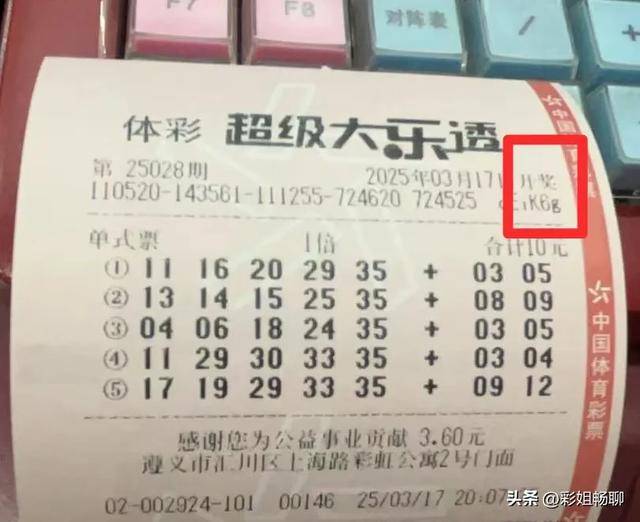 F7 F8 对阵表 / +
体彩 超级大乐透
第 25028期 2025年03月17日开奖
110520-143561-111255-724620 724525
单式票 1倍 合计10元
① 11 16 20 29 35 + 03 05
② 13 14 15 25 35 + 08 09
③ 04 06 18 24 35 + 03 05
④ 11 29 30 33 35 + 03 04
⑤ 17 19 29 33 35 + 09 12
感谢您为公益事业贡献 3.60元
遵义市汇川区上海路彩虹公寓2号门面
02-002924-101 00146 25/03/17 20:07
中国体育彩票
中国体育彩票
头条 @彩姐畅聊